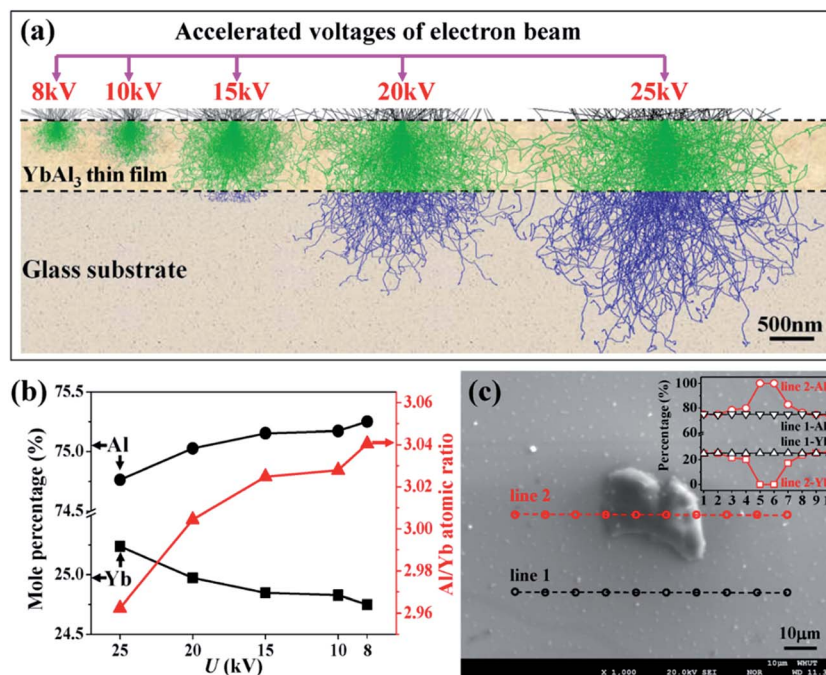 (a)
Accelerated voltages of electron beam
8kV 10kV 15kV 20kV 25kV
YbAl3 thin film
Glass substrate
500nm
(b)
Mole percentage (%)
75.5
75.0
74.5
25.0
24.5
Al
Yb
25 20 15 10 8
U (kV)
3.06
3.04
3.02
3.00
2.98
2.96
Al/Yb atomic ratio
(c)
Percentage (%)
100
80
20
0
line 2-Al
line 1-Al
line 1-Yb
line 2-Yb
1 2 3 4 5 6 7 8 9
line 2
line 1
10μm
10μm WHUT
X 1,000 20.0kV SEI NOR WD 11.3